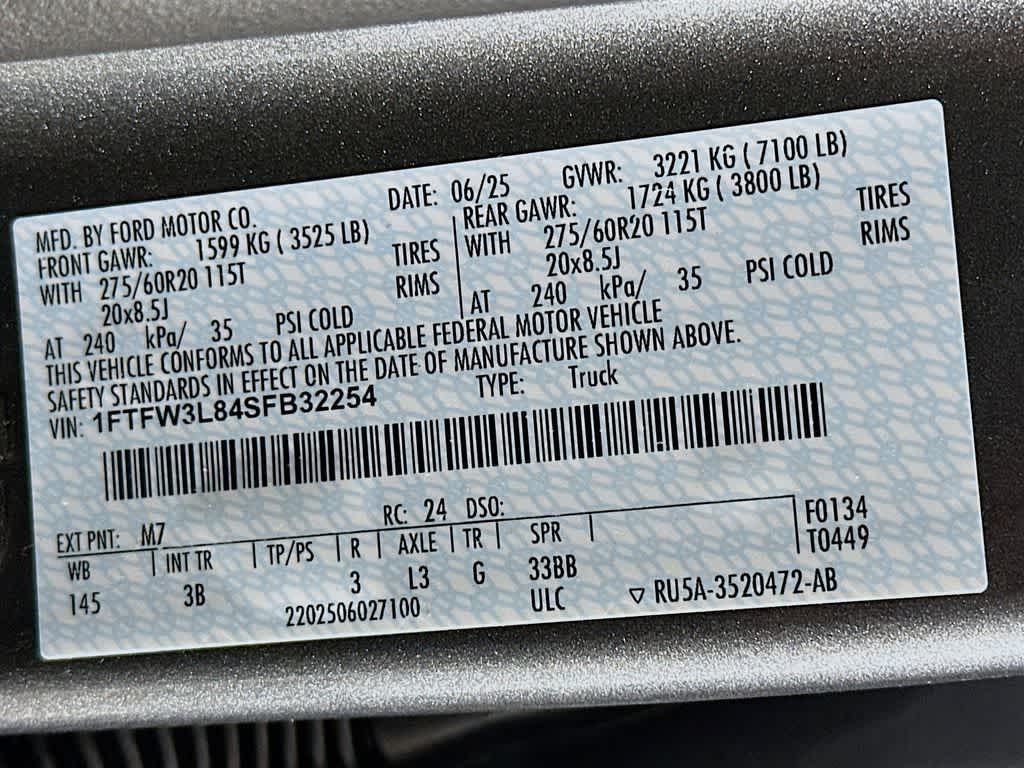 MFD. BY FORD MOTOR CO. DATE: 06/25 GVWR: 3221 KG ( 7100 LB)
FRONT GAWR: 1599 KG ( 3525 LB) REAR GAWR: 1724 KG ( 3800 LB)
WITH 275/60R20 115T TIRES WITH 275/60R20 115T TIRES
20x8.5J RIMS 20x8.5J RIMS
AT 240 kPa/ 35 PSI COLD AT 240 kPa/ 35 PSI COLD
THIS VEHICLE CONFORMS TO ALL APPLICABLE FEDERAL MOTOR VEHICLE
SAFETY STANDARDS IN EFFECT ON THE DATE OF MANUFACTURE SHOWN ABOVE.
VIN: 1FTFW3L84SFB32254 TYPE: Truck
EXT PNT: M7 RC: 24 DSO: F0134
WB INT TR TP/PS R AXLE TR SPR T0449
145 3B 3 L3 G 33BB
2202506027100 ULC ▽ RU5A-3520472-AB